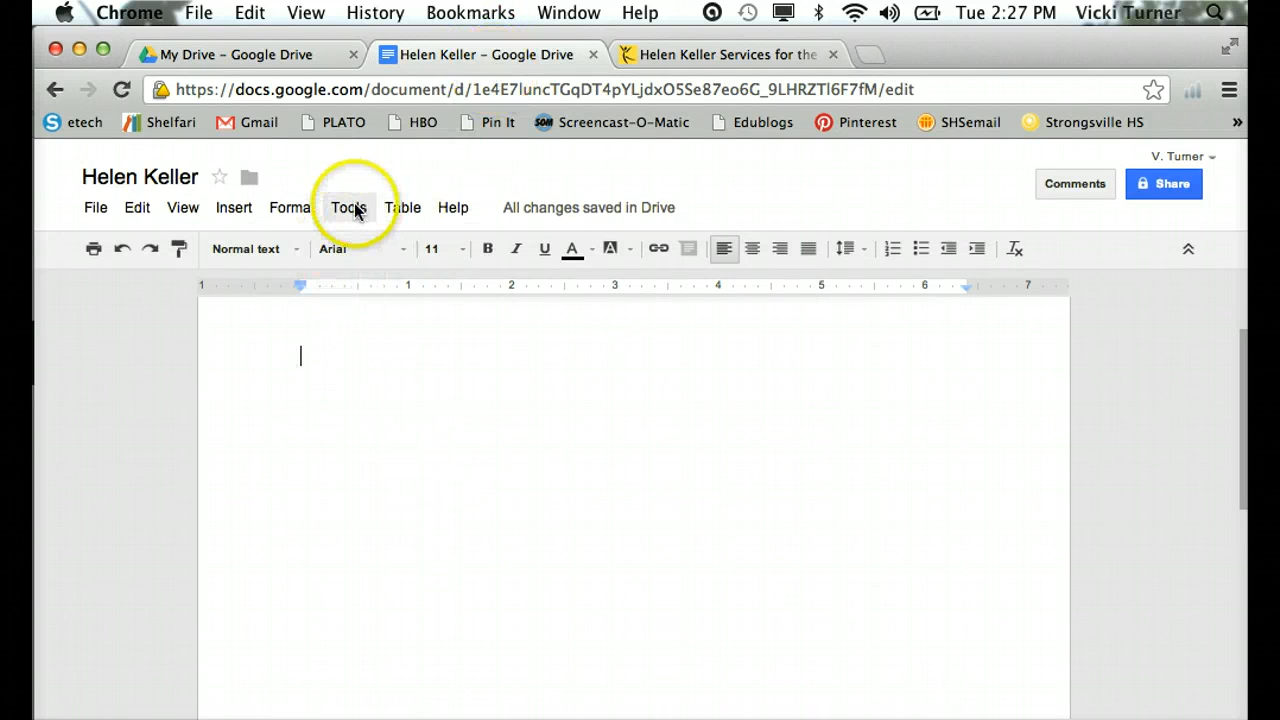 Chrome File Edit View History Bookmarks Window Help Tue 2:27 PM Vicki Turner
My Drive – Google Drive Helen Keller – Google Drive Helen Keller Services for the
https://docs.google.com/document/d/1e4E7luncTGqDT4pYLjdxO5Se87eo6G_9LHRZTl6F7fM/edit
etech Shelfari Gmail PLATO HBO Pin It Screencast-O-Matic Edublogs Pinterest SHSemail Strongsville HS »
V. Turner
Helen Keller Comments Share
File Edit View Insert Forma Tools Table Help All changes saved in Drive
Normal text Arial 11 B I U A A
1 1 2 3 4 5 6 7